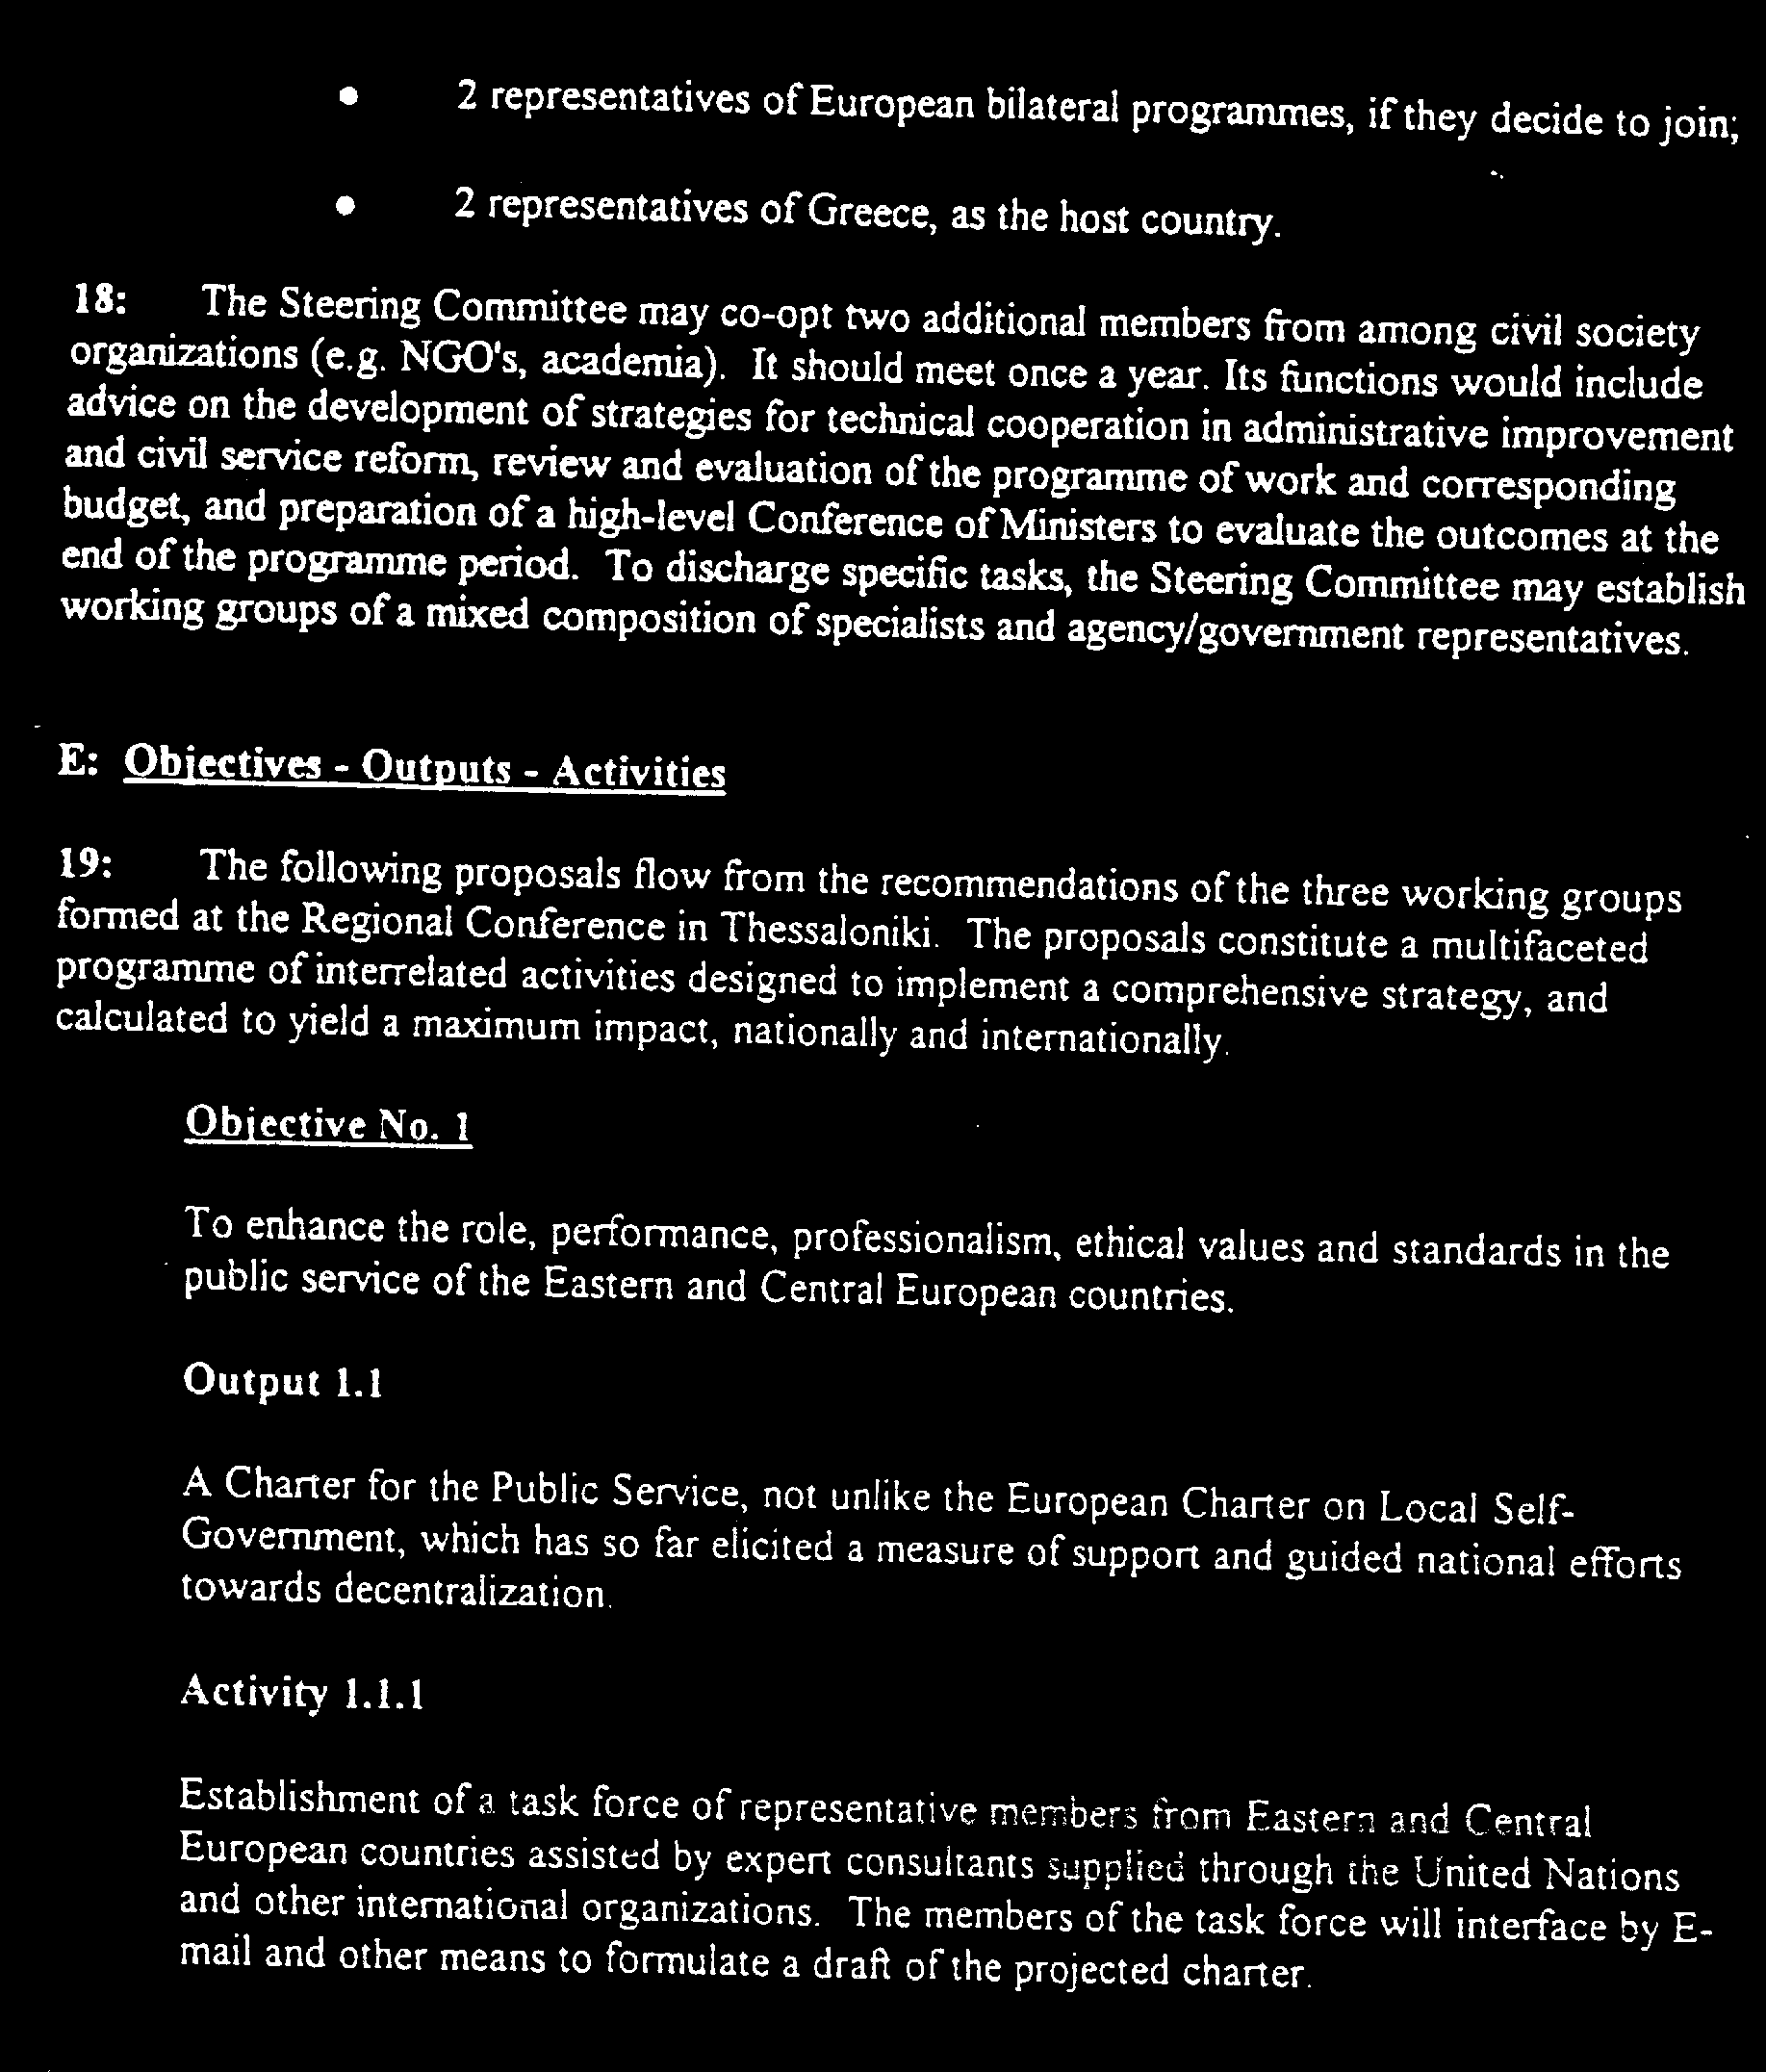 • 2 representatives of European bilateral programmes, if they decide to join;
• 2 representatives of Greece, as the host country.
18: The Steering Committee may co-opt two additional members from among civil society
organizations (e.g. NGO's, academia). It should meet once a year. Its functions would include
advice on the development of strategies for technical cooperation in administrative improvement
and civil service reform, review and evaluation of the programme of work and corresponding
budget, and preparation of a high-level Conference of Ministers to evaluate the outcomes at the
end of the programme period. To discharge specific tasks, the Steering Committee may establish
working groups of a mixed composition of specialists and agency/government representatives.
E: Objectives - Outputs - Activities
19: The following proposals flow from the recommendations of the three working groups
formed at the Regional Conference in Thessaloniki. The proposals constitute a multifaceted
programme of interrelated activities designed to implement a comprehensive strategy, and
calculated to yield a maximum impact, nationally and internationally.
Objective No. 1
To enhance the role, performance, professionalism, ethical values and standards in the
public service of the Eastern and Central European countries.
Output 1.1
A Charter for the Public Service, not unlike the European Charter on Local Self-
Government, which has so far elicited a measure of support and guided national efforts
towards decentralization.
Activity 1.1.1
Establishment of a task force of representative members from Eastern and Central
European countries assisted by expert consultants supplied through the United Nations
and other international organizations. The members of the task force will interface by E-
mail and other means to formulate a draft of the projected charter.